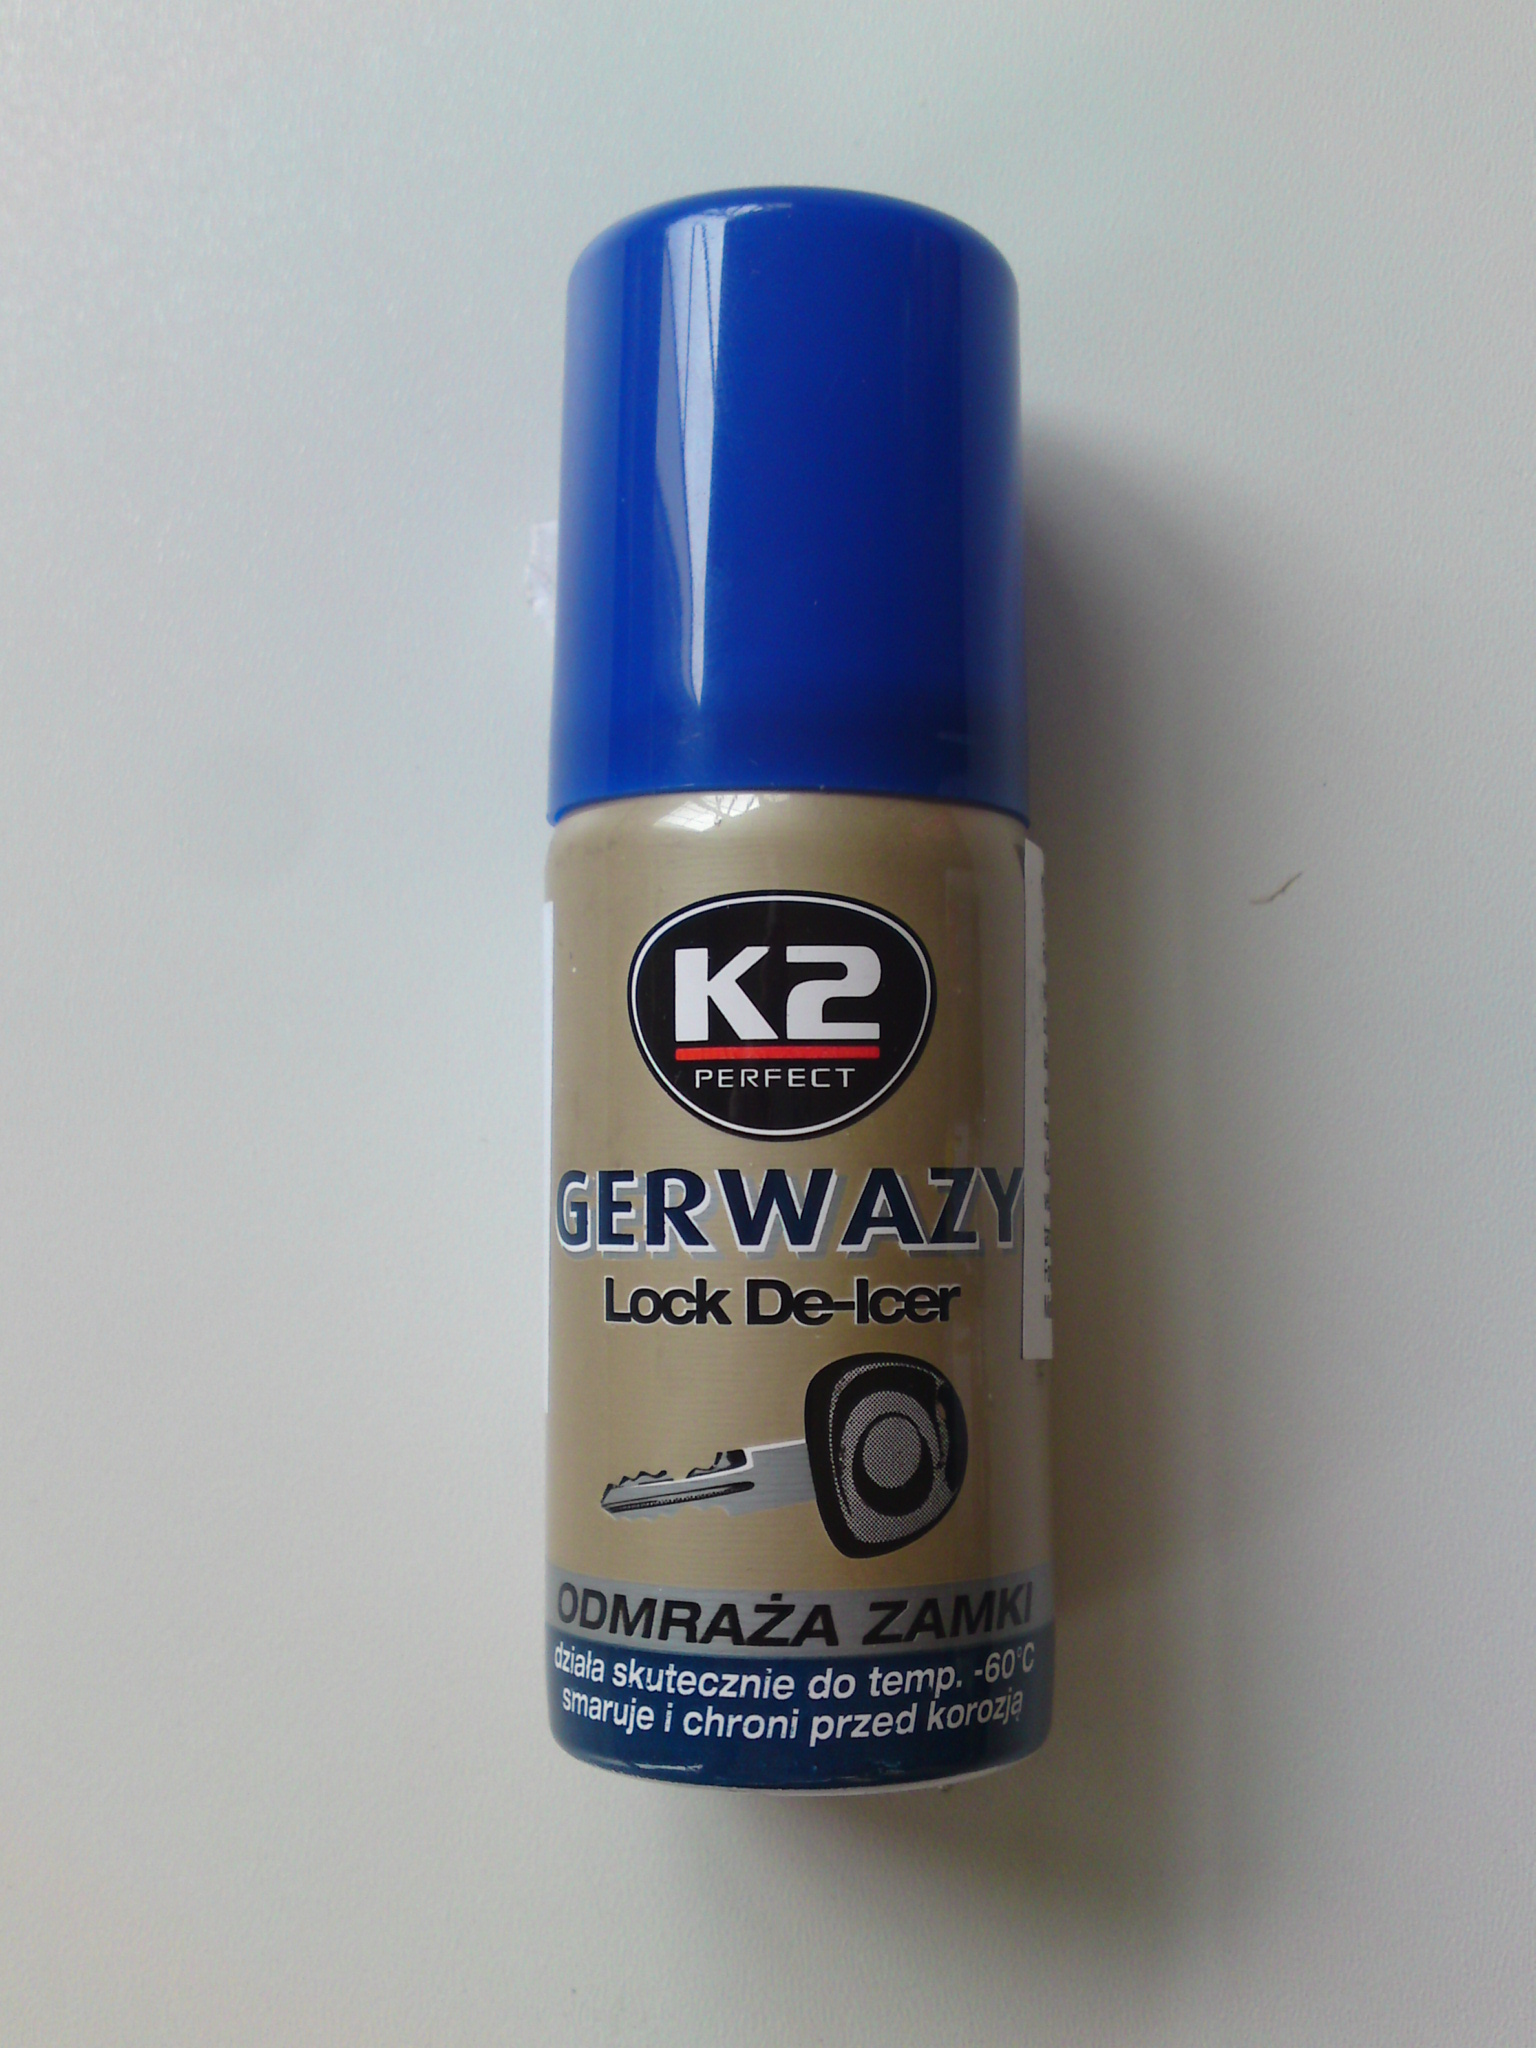 K2
PERFECT
GERWAZY
Lock De-Icer
ODMRAŻA ZAMKI
działa skutecznie do temp. -60°C
smaruje i chroni przed korozją